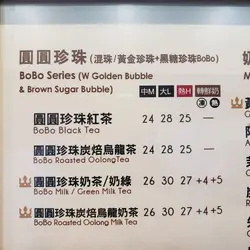 圓圓珍珠 (混珠/黃金珍珠+黑糖珍珠BoBo)
BoBo Series (W Golden Bubble
& Brown Sugar Bubble)
中M 大L 熱H 轉鮮奶
凍 熱
圓圓珍珠紅茶 24 28 25 —
BoBo Black Tea
圓圓珍珠炭焙烏龍茶 24 28 25 —
BoBo Roasted OolongTea
圓圓珍珠奶茶/奶綠 26 30 27 +4 +5
BoBo Milk / Green Milk Tea
圓圓珍珠炭焙烏龍奶茶 26 30 27 +4 +5
BoBo Roasted Oolong Milk Tea
奶